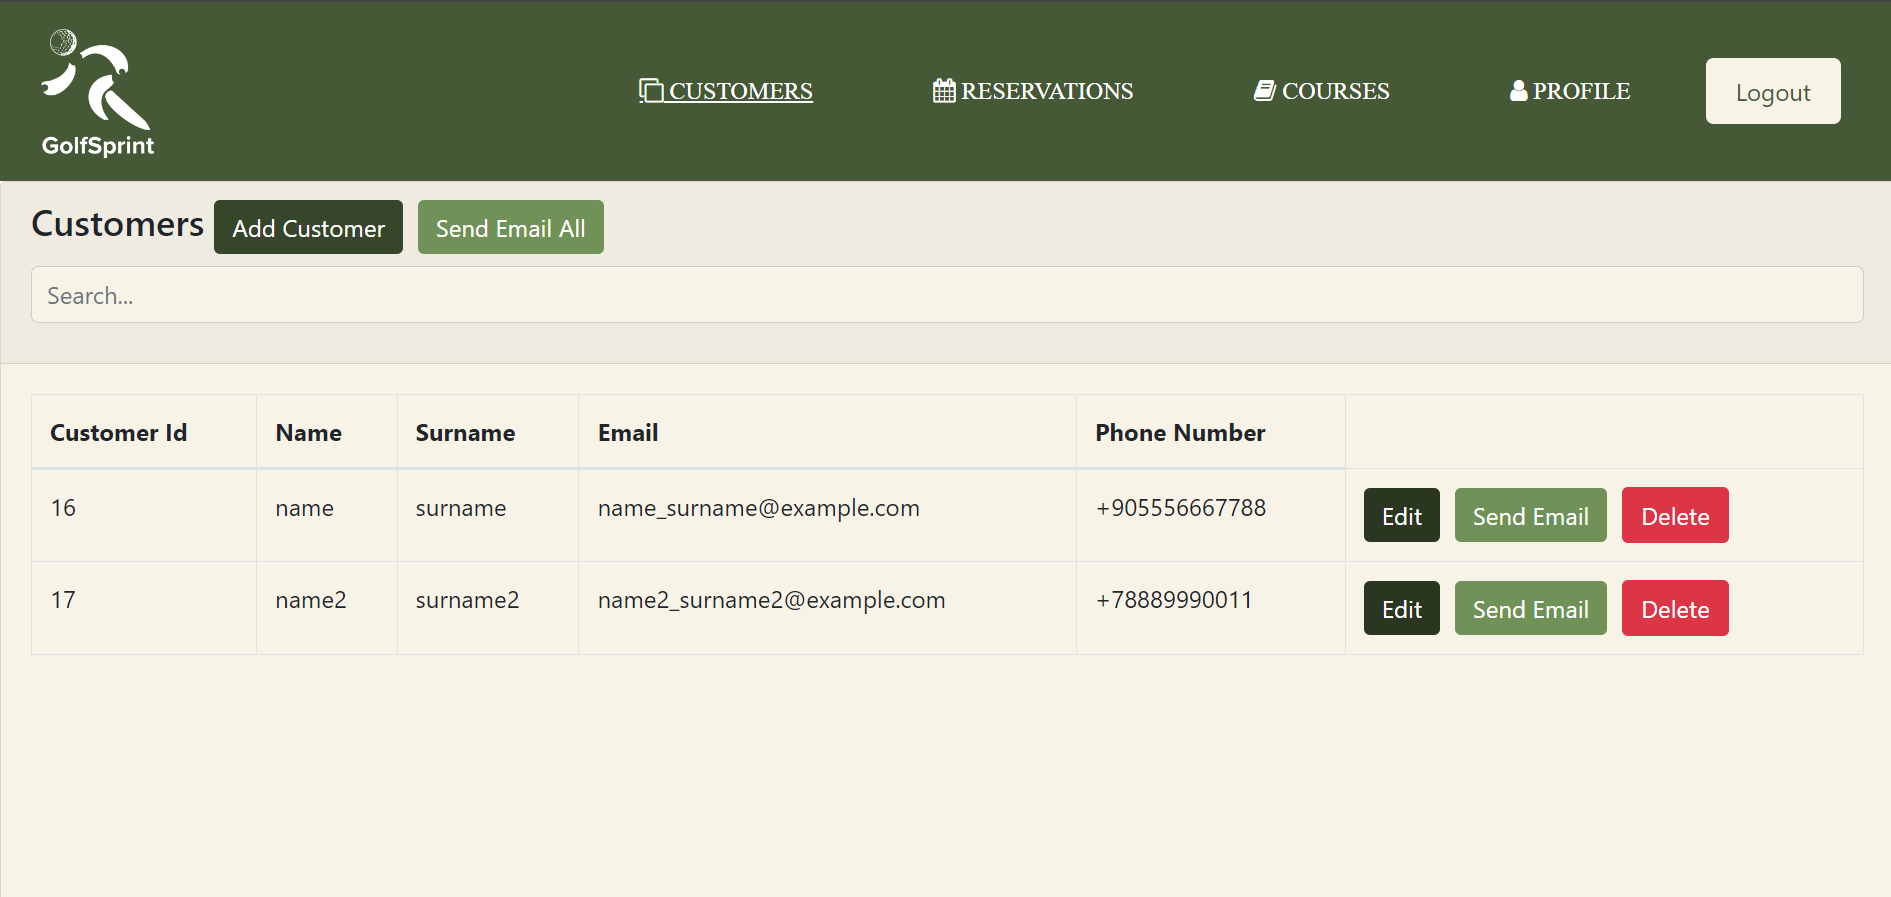 GolfSprint
CUSTOMERS RESERVATIONS COURSES PROFILE Logout
Customers Add Customer Send Email All
Search...
Customer Id Name Surname Email Phone Number
16 name surname name_surname@example.com +905556667788 Edit Send Email Delete
17 name2 surname2 name2_surname2@example.com +78889990011 Edit Send Email Delete